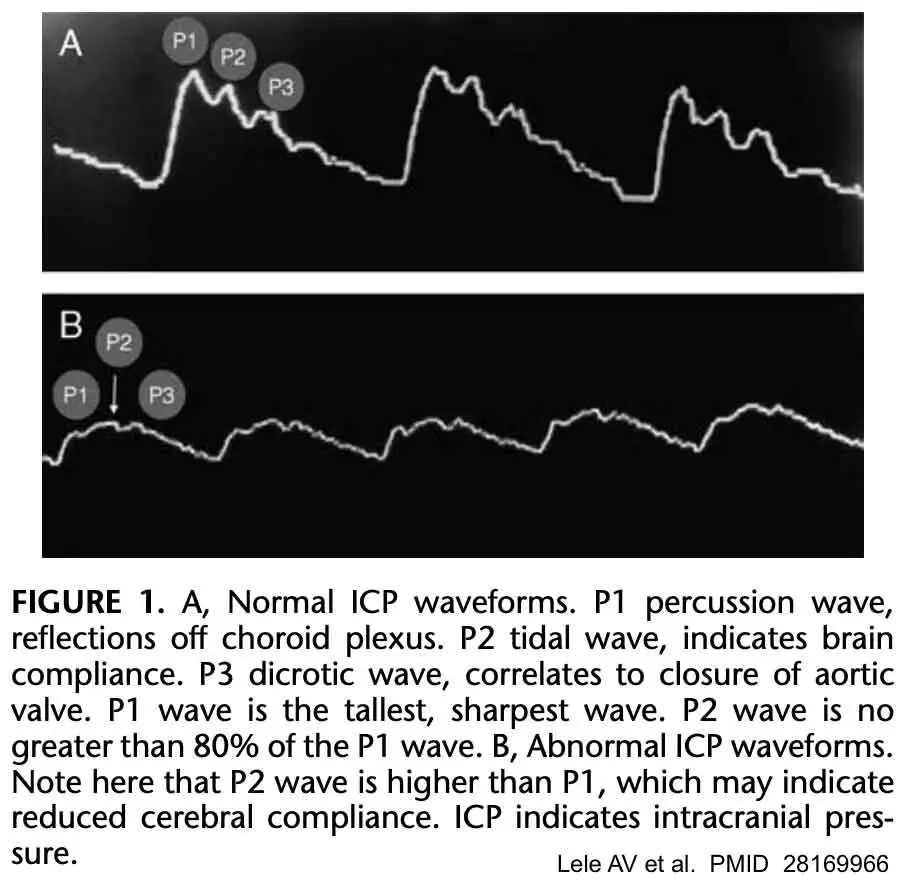 A
P1
P2
P3
B
P2
P1
P3
FIGURE 1. A, Normal ICP waveforms. P1 percussion wave,
reflections off choroid plexus. P2 tidal wave, indicates brain
compliance. P3 dicrotic wave, correlates to closure of aortic
valve. P1 wave is the tallest, sharpest wave. P2 wave is no
greater than 80% of the P1 wave. B, Abnormal ICP waveforms.
Note here that P2 wave is higher than P1, which may indicate
reduced cerebral compliance. ICP indicates intracranial pres-
sure.
Lele AV et al. PMID 28169966